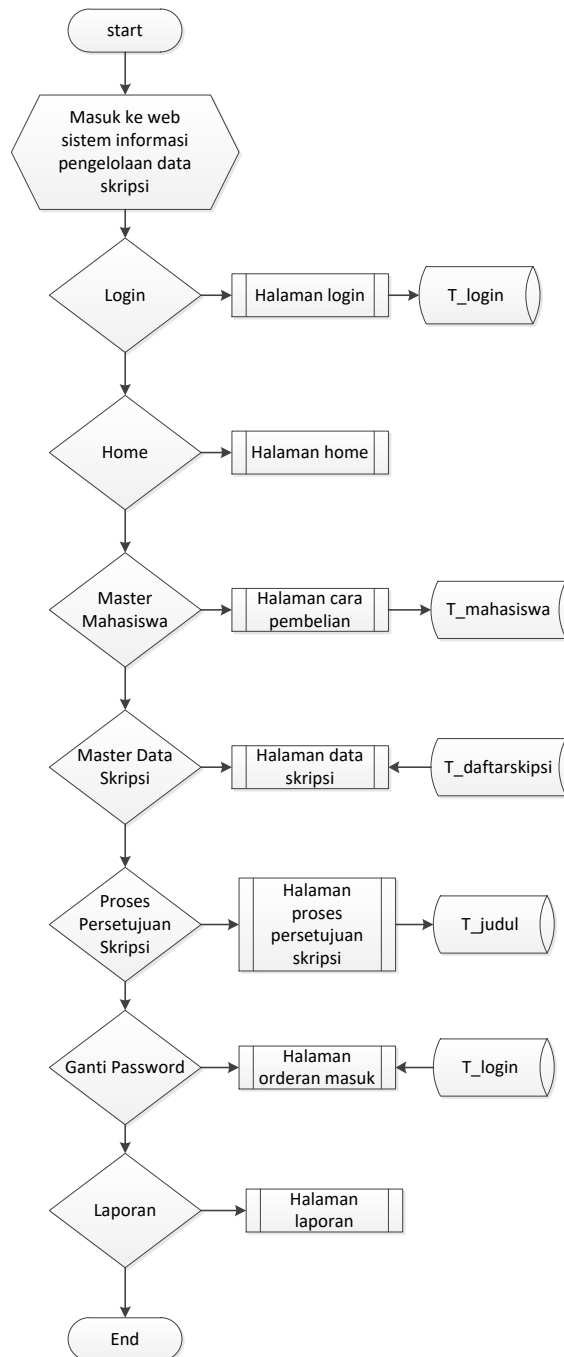 start
Masuk ke web
sistem informasi
pengelolaan data
skripsi
Login
Halaman login
T_login
Home
Halaman home
Master
Mahasiswa
Halaman cara
pembelian
T_mahasiswa
Master Data
Skripsi
Halaman data
skripsi
T_daftarskipsi
Proses
Persetujuan
Skripsi
Halaman
proses
persetujuan
skripsi
T_judul
Ganti Password
Halaman
orderan masuk
T_login
Laporan
Halaman
laporan
End